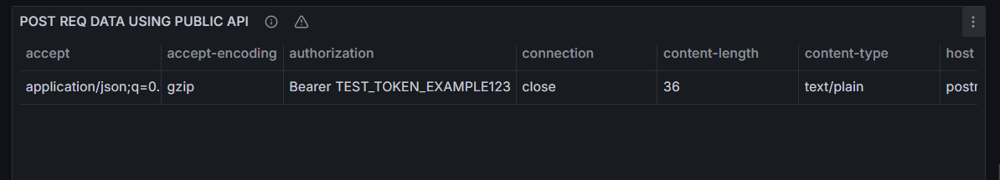 POST REQ DATA USING PUBLIC API
accept accept-encoding authorization connection content-length content-type host
application/json;q=0. gzip Bearer TEST_TOKEN_EXAMPLE123 close 36 text/plain